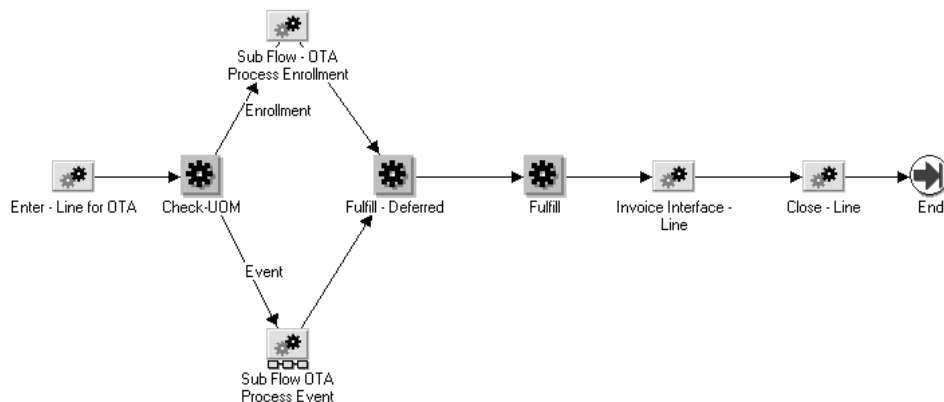 Sub Flow - OTA
Process Enrollment
Enrollment
Enter - Line for OTA
Check-UOM
Fulfill - Deferred
Fulfill
Invoice Interface -
Line
Close - Line
End
Event
Sub Flow OTA
Process Event